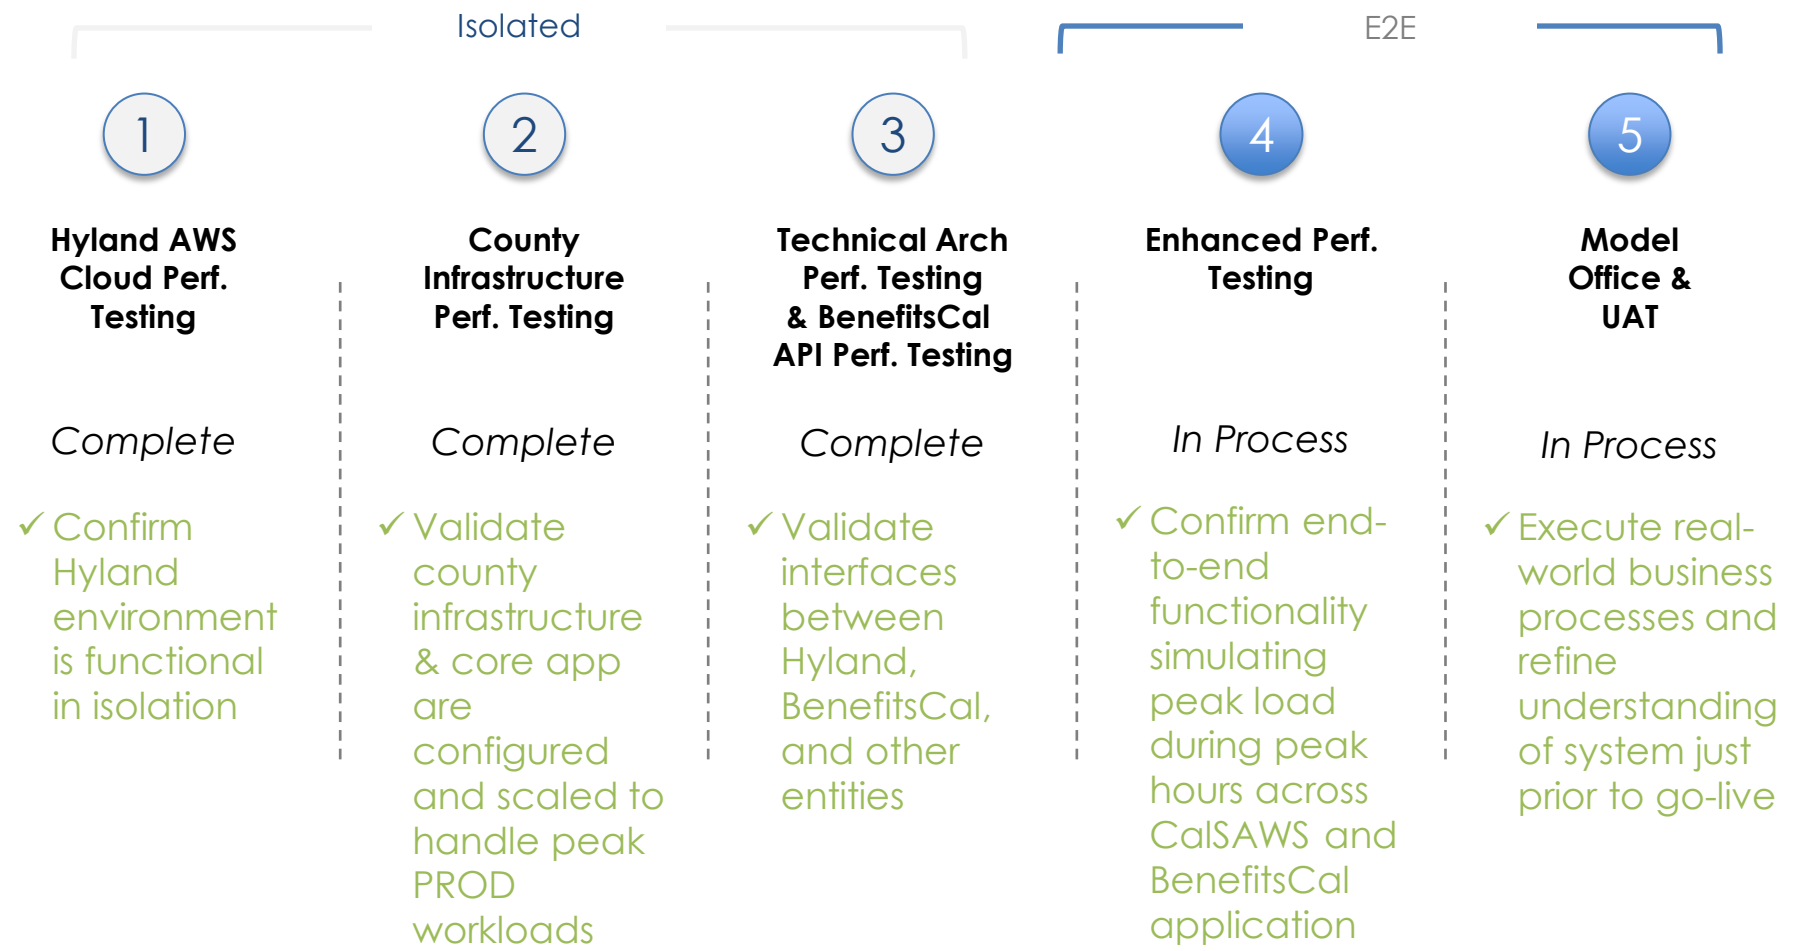 Isolated
E2E
1
2
3
4
5
Hyland AWS
Cloud Perf.
Testing
County
Infrastructure
Perf. Testing
Technical Arch
Perf. Testing
& BenefitsCal
API Perf. Testing
Enhanced Perf.
Testing
Model
Office &
UAT
Complete
Complete
Complete
In Process
In Process
✓ Confirm
Hyland
environment
is functional
in isolation
✓ Validate
county
infrastructure
& core app
are
configured
and scaled to
handle peak
PROD
workloads
✓ Validate
interfaces
between
Hyland,
BenefitsCal,
and other
entities
✓ Confirm end-
to-end
functionality
simulating
peak load
during peak
hours across
CalSAWS and
BenefitsCal
application
✓ Execute real-
world business
processes and
refine
understanding
of system just
prior to go-live